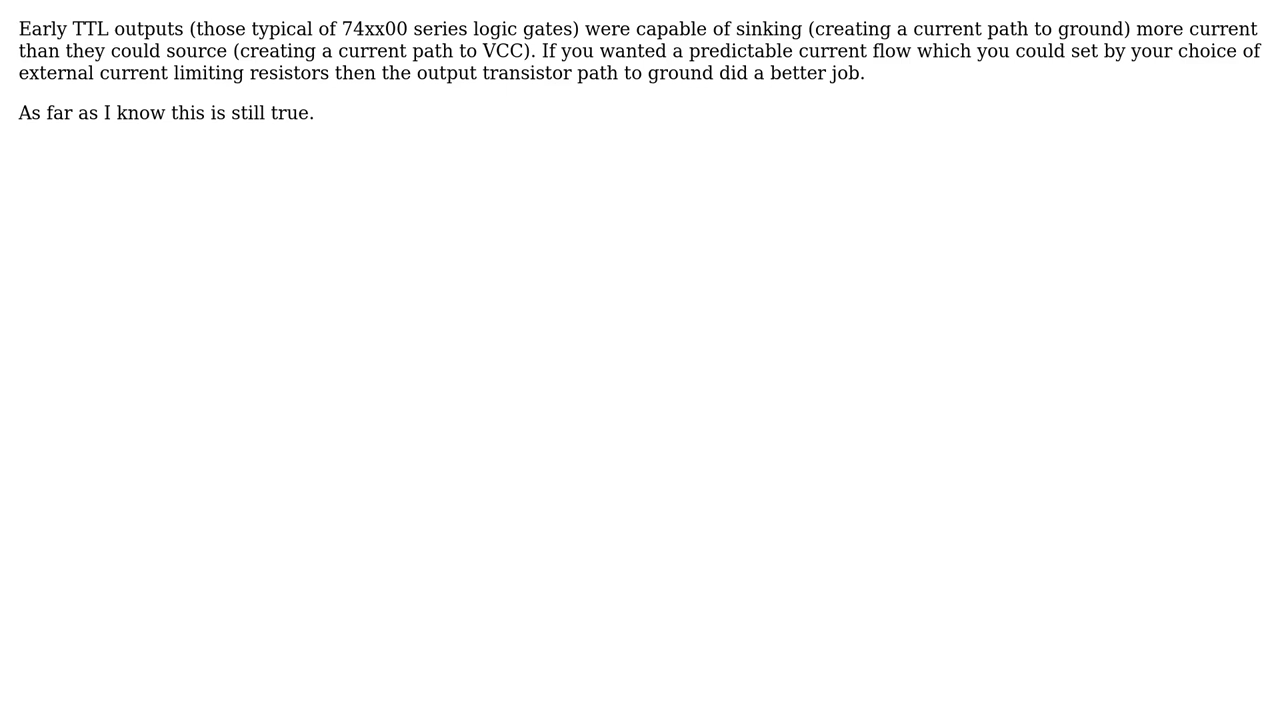 Early TTL outputs (those typical of 74xx00 series logic gates) were capable of sinking (creating a current path to ground) more current
than they could source (creating a current path to VCC). If you wanted a predictable current flow which you could set by your choice of
external current limiting resistors then the output transistor path to ground did a better job.
As far as I know this is still true.